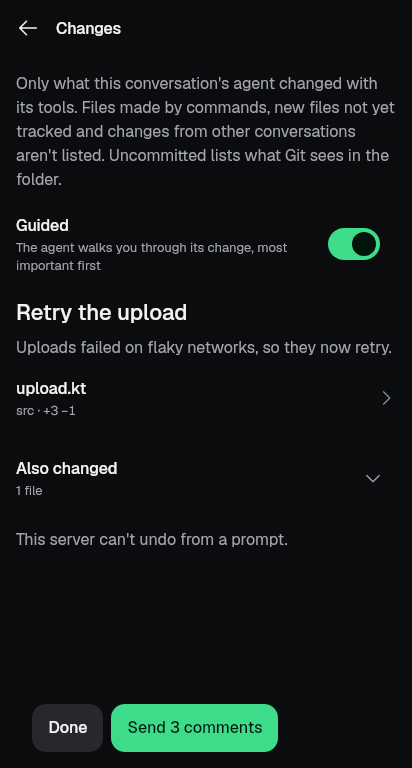 Changes
Only what this conversation's agent changed with
its tools. Files made by commands, new files not yet
tracked and changes from other conversations
aren't listed. Uncommitted lists what Git sees in the
folder.
Guided
The agent walks you through its change, most
important first
Retry the upload
Uploads failed on flaky networks, so they now retry.
upload.kt
src · +3 −1
Also changed
1 file
This server can't undo from a prompt.
Done
Send 3 comments